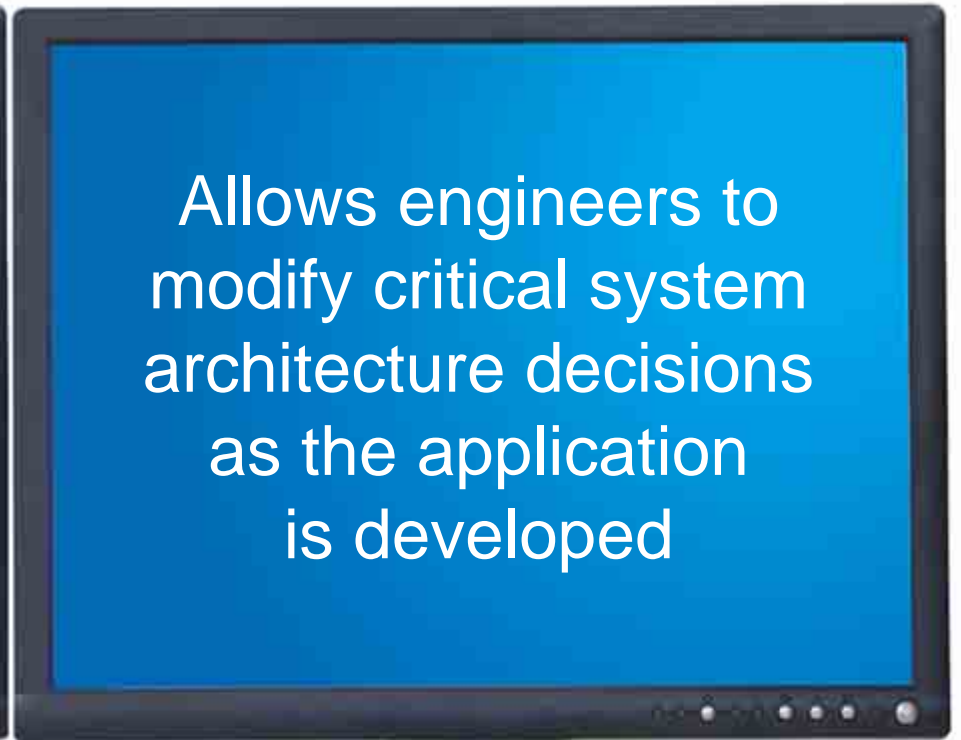 Allows engineers to
modify critical system
architecture decisions
as the application
is developed